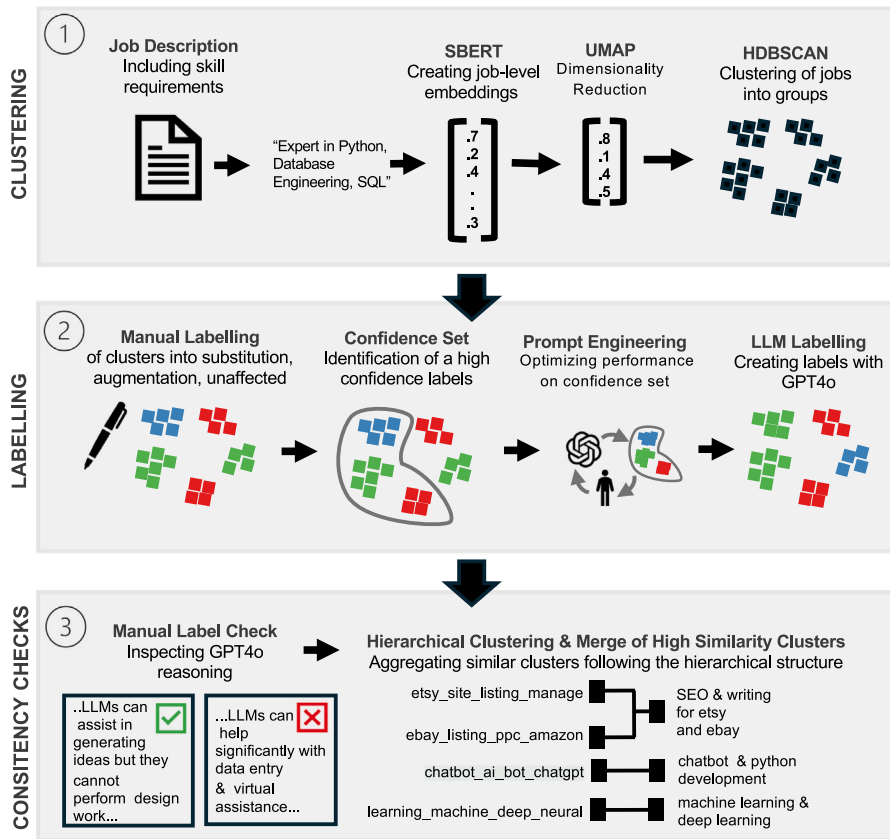 CLUSTERING
1
Job Description
Including skill
requirements
“Expert in Python,
Database
Engineering, SQL”
SBERT
Creating job-level
embeddings
.7
.2
.4
.
.
.3
UMAP
Dimensionality
Reduction
.8
.1
.4
.5
HDBSCAN
Clustering of jobs
into groups
LABELLING
2
Manual Labelling
of clusters into substitution,
augmentation, unaffected
Confidence Set
Identification of a high
confidence labels
Prompt Engineering
Optimizing performance
on confidence set
LLM Labelling
Creating labels with
GPT4o
CONSITENCY CHECKS
3
Manual Label Check
Inspecting GPT4o
reasoning
..LLMs can
assist in
generating
ideas but they
cannot
perform design
work...
...LLMs can
help
significantly with
data entry
& virtual
assistance...
Hierarchical Clustering & Merge of High Similarity Clusters
Aggregating similar clusters following the hierarchical structure
etsy_site_listing_manage
ebay_listing_ppc_amazon
SEO & writing
for etsy
and ebay
chatbot_ai_bot_chatgpt
chatbot & python
development
learning_machine_deep_neural
machine learning &
deep learning